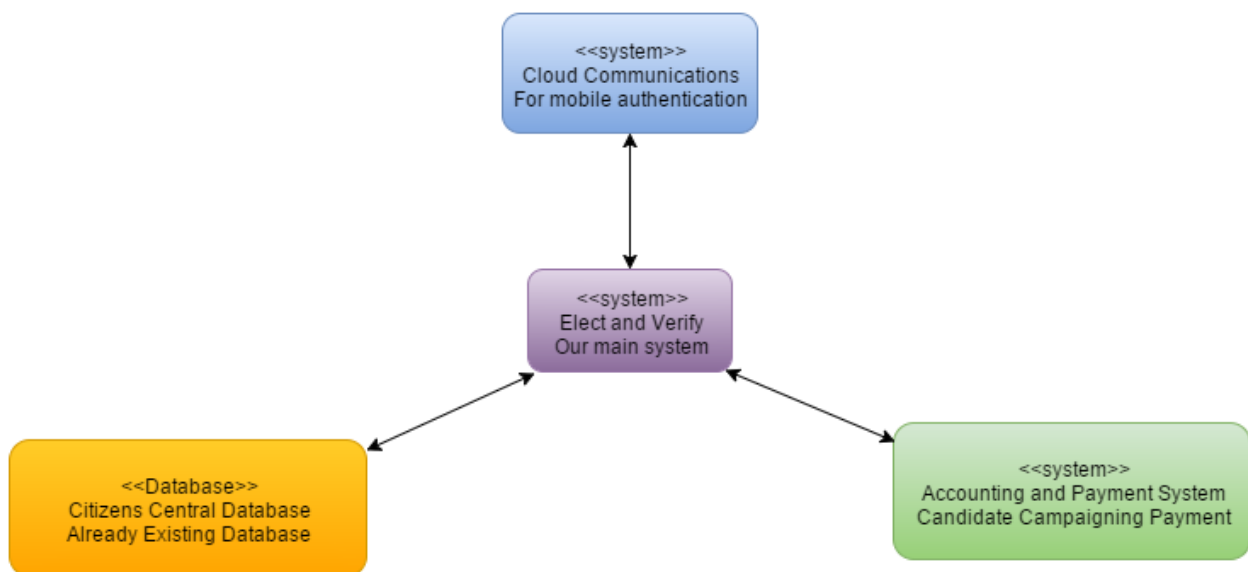 <<system>>
Cloud Communications
For mobile authentication
<<system>>
Elect and Verify
Our main system
<<Database>>
Citizens Central Database
Already Existing Database
<<system>>
Accounting and Payment System
Candidate Campaigning Payment